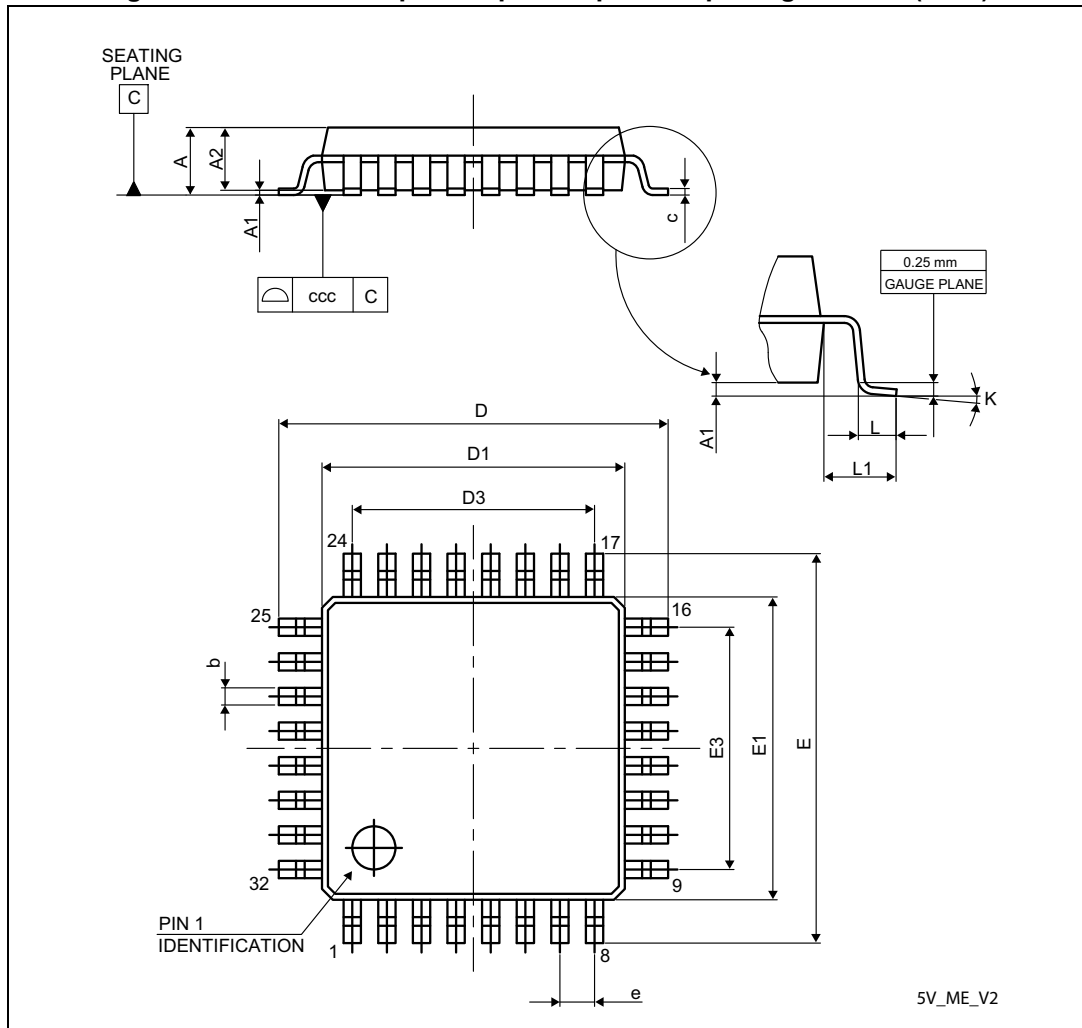 SEATING
PLANE
C
A
A2
A1
c
ccc
C
0.25 mm
GAUGE PLANE
K
A1
L
L1
D
D1
D3
24
17
25
16
b
E3
E1
E
32
9
PIN 1
IDENTIFICATION
1
8
e
5V_ME_V2